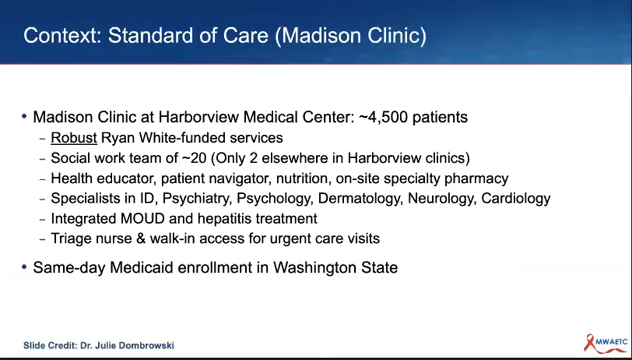 Context: Standard of Care (Madison Clinic)
• Madison Clinic at Harborview Medical Center: ~4,500 patients
– Robust Ryan White-funded services
– Social work team of ~20 (Only 2 elsewhere in Harborview clinics)
– Health educator, patient navigator, nutrition, on-site specialty pharmacy
– Specialists in ID, Psychiatry, Psychology, Dermatology, Neurology, Cardiology
– Integrated MOUD and hepatitis treatment
– Triage nurse & walk-in access for urgent care visits
• Same-day Medicaid enrollment in Washington State
Slide Credit: Dr. Julie Dombrowski
MWAETC